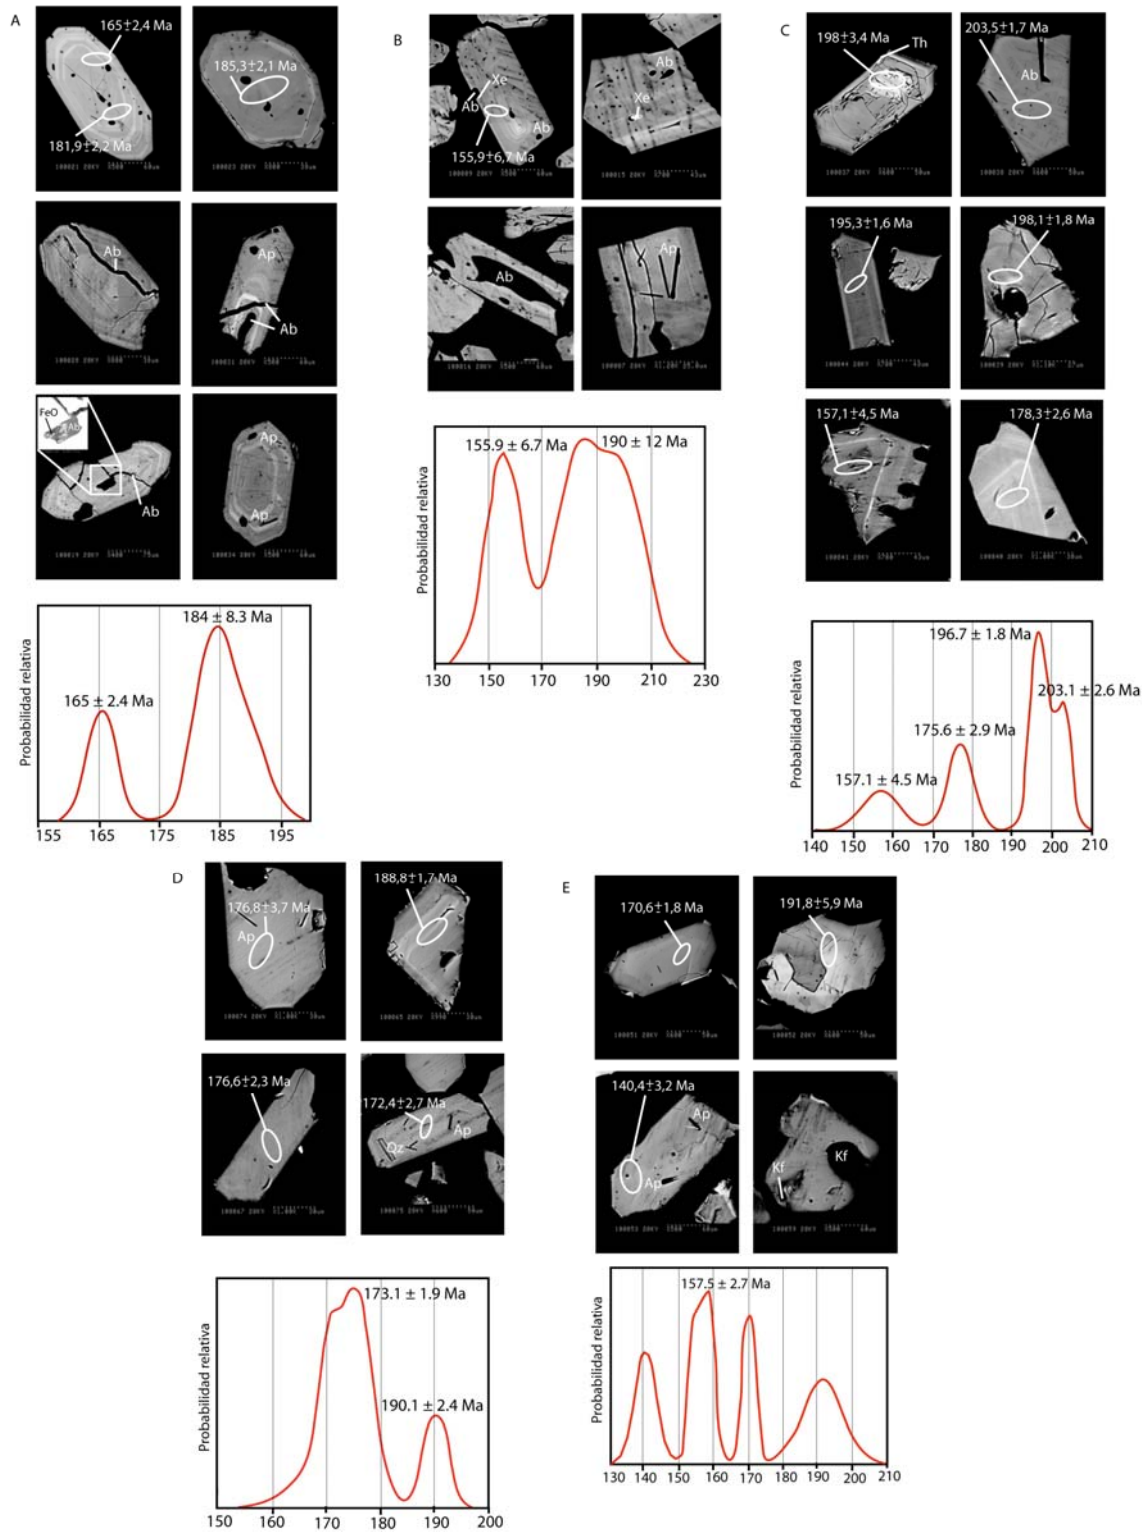 A
165±2,4 Ma
181,9±2,2 Ma
185,3±2,1 Ma
Ab
Ap
Ab
FeO
Ab
Ab
Ap
Ap
184 ± 8.3 Ma
165 ± 2.4 Ma
Probabilidad relativa
155 165 175 185 195
B
Xe
Ab
Ab
155,9±6,7 Ma
Ab
Xe
Ab
Ap
155.9 ± 6.7 Ma
190 ± 12 Ma
Probabilidad relativa
130 150 170 190 210 230
C
198±3,4 Ma
Th
203,5±1,7 Ma
Ab
195,3±1,6 Ma
198,1±1,8 Ma
157,1±4,5 Ma
178,3±2,6 Ma
196.7 ± 1.8 Ma
203.1 ± 2.6 Ma
175.6 ± 2.9 Ma
157.1 ± 4.5 Ma
Probabilidad relativa
140 150 160 170 180 190 200 210
D
176,8±3,7 Ma
Ap
188,8±1,7 Ma
176,6±2,3 Ma
172,4±2,7 Ma
Ap
Qz
173.1 ± 1.9 Ma
190.1 ± 2.4 Ma
Probabilidad relativa
150 160 170 180 190 200
E
170,6±1,8 Ma
191,8±5,9 Ma
140,4±3,2 Ma
Ap
Ap
Kf
Kf
157.5 ± 2.7 Ma
Probabilidad relativa
130 140 150 160 170 180 190 200 210